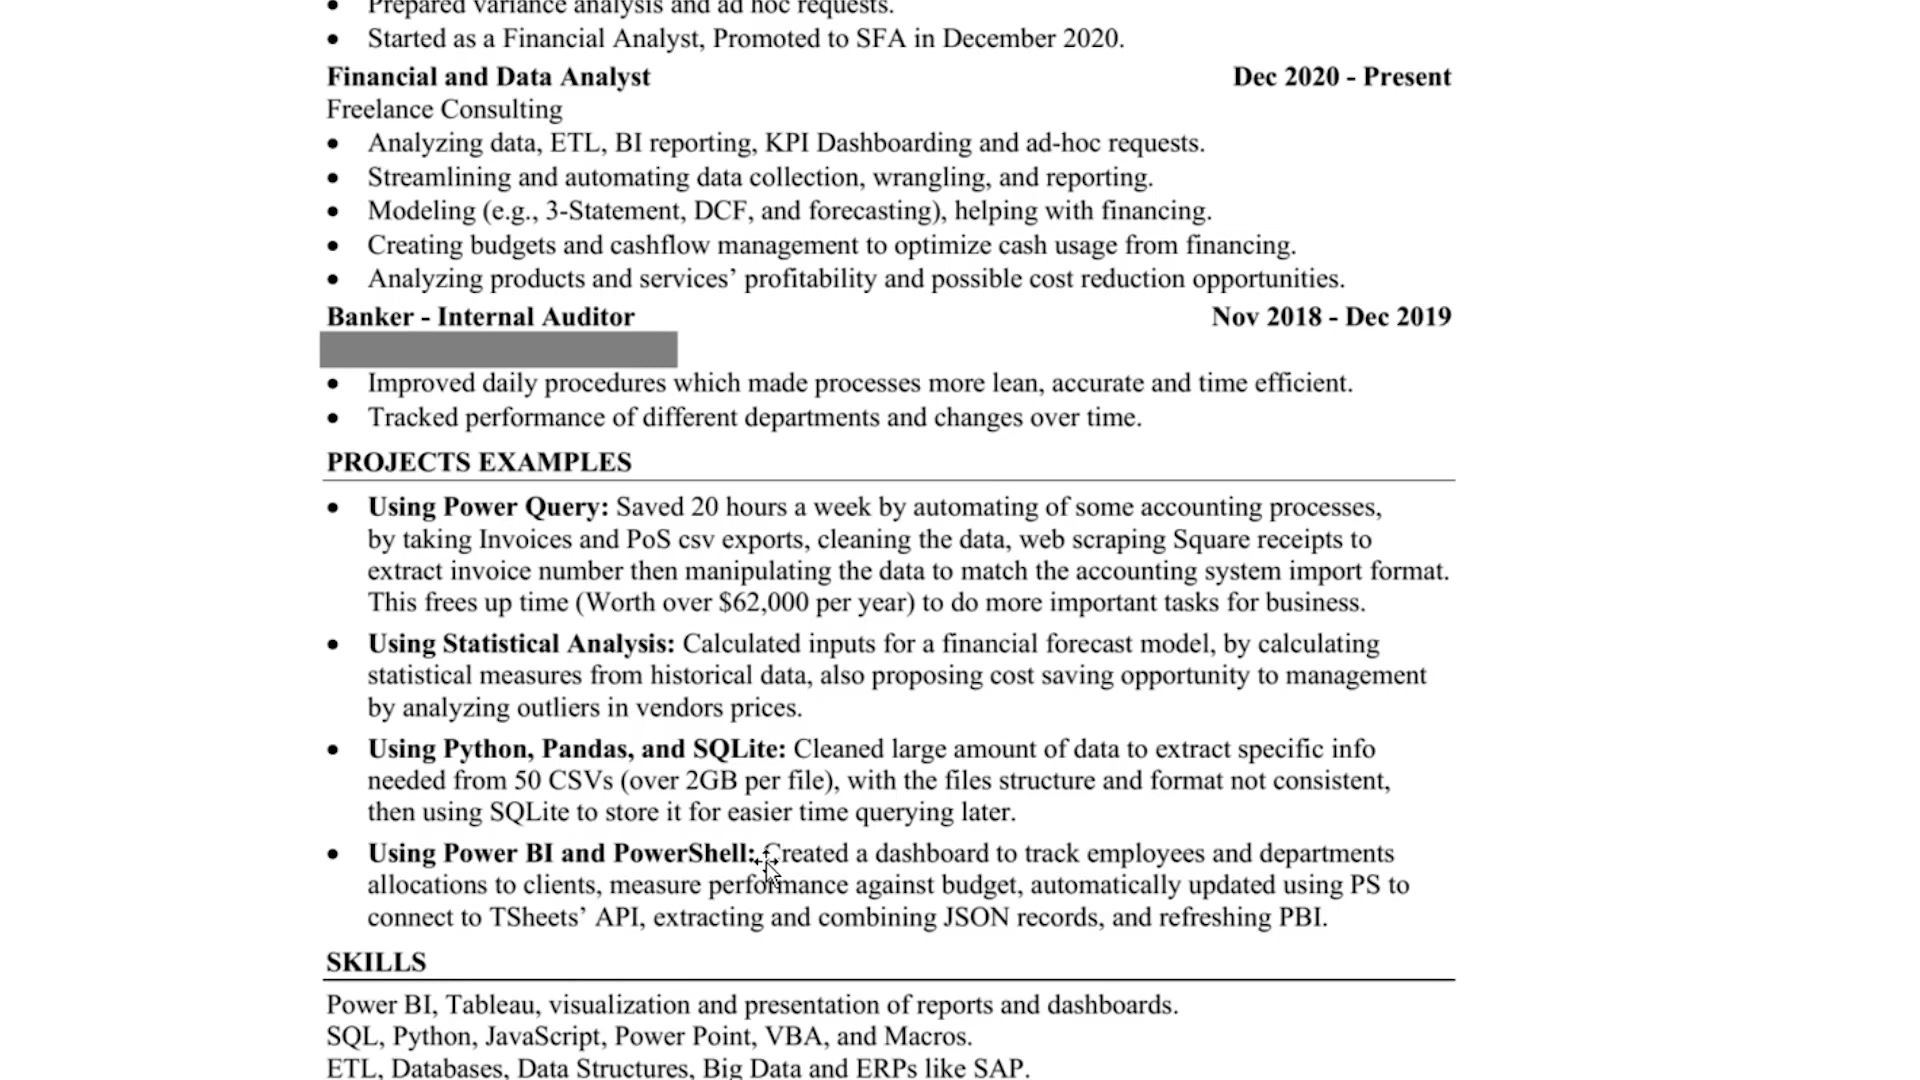 • Prepared variance analysis and ad hoc requests.
• Started as a Financial Analyst, Promoted to SFA in December 2020.
Financial and Data Analyst Dec 2020 - Present
Freelance Consulting
• Analyzing data, ETL, BI reporting, KPI Dashboarding and ad-hoc requests.
• Streamlining and automating data collection, wrangling, and reporting.
• Modeling (e.g., 3-Statement, DCF, and forecasting), helping with financing.
• Creating budgets and cashflow management to optimize cash usage from financing.
• Analyzing products and services’ profitability and possible cost reduction opportunities.
Banker - Internal Auditor Nov 2018 - Dec 2019
• Improved daily procedures which made processes more lean, accurate and time efficient.
• Tracked performance of different departments and changes over time.
PROJECTS EXAMPLES
• Using Power Query: Saved 20 hours a week by automating of some accounting processes,
by taking Invoices and PoS csv exports, cleaning the data, web scraping Square receipts to
extract invoice number then manipulating the data to match the accounting system import format.
This frees up time (Worth over $62,000 per year) to do more important tasks for business.
• Using Statistical Analysis: Calculated inputs for a financial forecast model, by calculating
statistical measures from historical data, also proposing cost saving opportunity to management
by analyzing outliers in vendors prices.
• Using Python, Pandas, and SQLite: Cleaned large amount of data to extract specific info
needed from 50 CSVs (over 2GB per file), with the files structure and format not consistent,
then using SQLite to store it for easier time querying later.
• Using Power BI and PowerShell: Created a dashboard to track employees and departments
allocations to clients, measure performance against budget, automatically updated using PS to
connect to TSheets’ API, extracting and combining JSON records, and refreshing PBI.
SKILLS
Power BI, Tableau, visualization and presentation of reports and dashboards.
SQL, Python, JavaScript, Power Point, VBA, and Macros.
ETL, Databases, Data Structures, Big Data and ERPs like SAP.